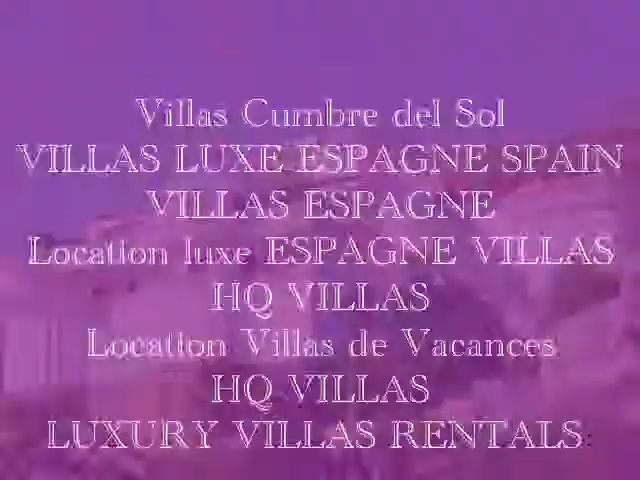 Villas Cumbre del Sol
VILLAS LUXE ESPAGNE SPAIN
VILLAS ESPAGNE
Location luxe ESPAGNE VILLAS
HQ VILLAS
Location Villas de Vacances
HQ VILLAS
LUXURY VILLAS RENTALS